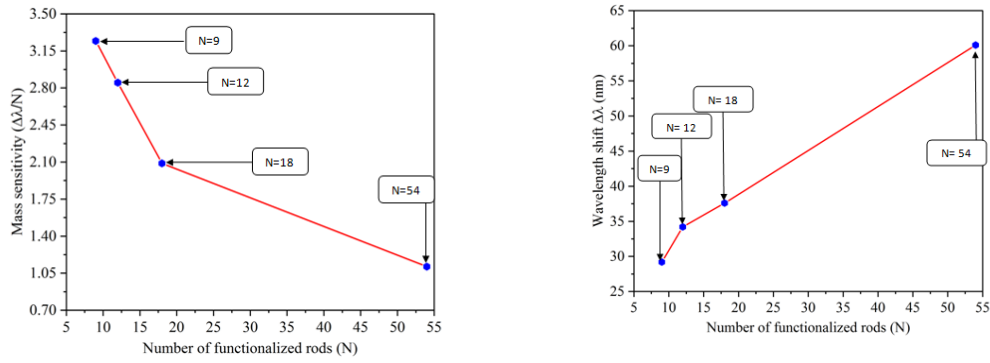 3.50
3.15
2.80
2.45
2.10
1.75
1.40
1.05
0.70
Mass sensitivity (Δλ/N)
N=9
N=12
N=18
N=54
5 10 15 20 25 30 35 40 45 50 55
Number of functionalized rods (N)
65
60
55
50
45
40
35
30
25
Wavelength shift Δλ (nm)
N= 18
N= 12
N=9
N= 54
5 10 15 20 25 30 35 40 45 50 55
Number of functionalized rods (N)